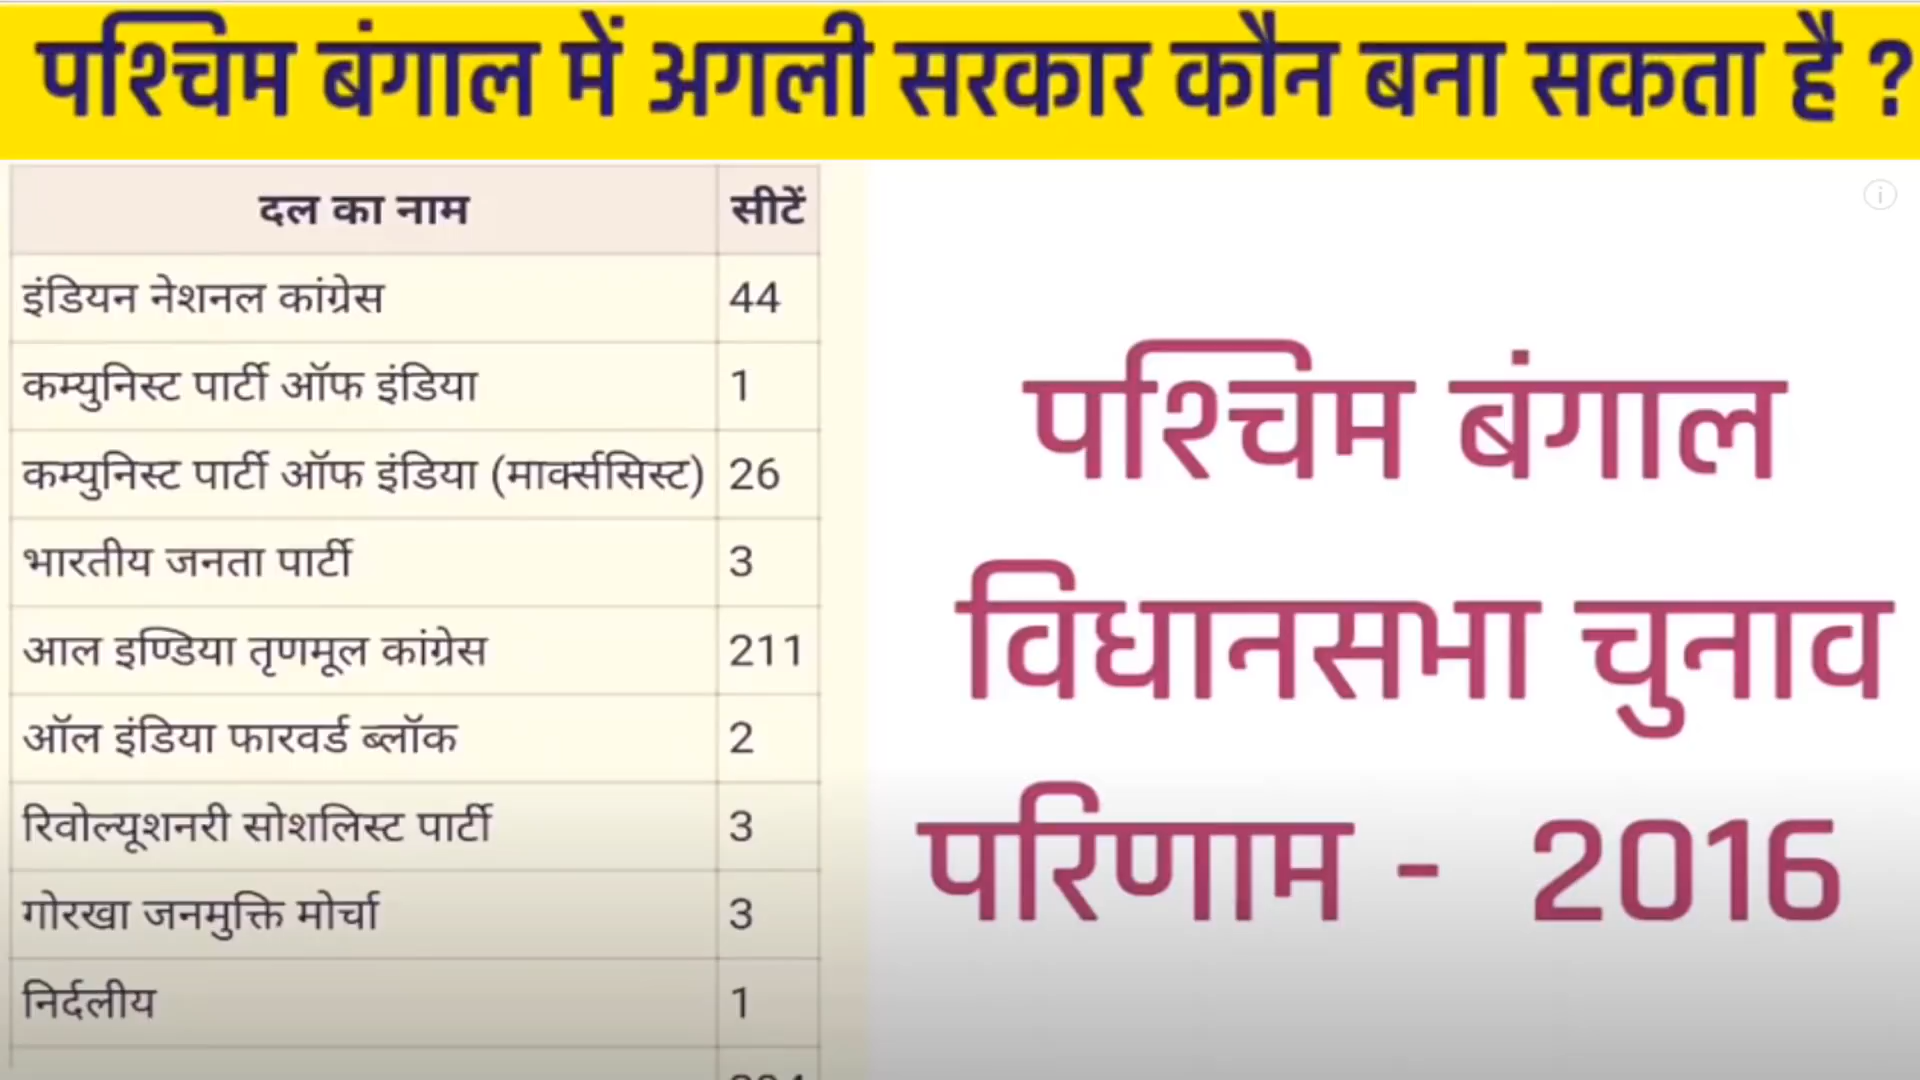 पश्चिम बंगाल में अगली सरकार कौन बना सकता है ?
दल का नाम सीटें
इंडियन नेशनल कांग्रेस 44
कम्युनिस्ट पार्टी ऑफ इंडिया 1
कम्युनिस्ट पार्टी ऑफ इंडिया (मार्क्ससिस्ट) 26
भारतीय जनता पार्टी 3
आल इण्डिया तृणमूल कांग्रेस 211
ऑल इंडिया फारवर्ड ब्लॉक 2
रिवोल्यूशनरी सोशलिस्ट पार्टी 3
गोरखा जनमुक्ति मोर्चा 3
निर्दलीय 1
पश्चिम बंगाल
विधानसभा चुनाव
परिणाम - 2016